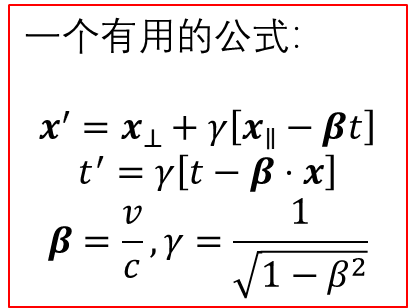 一个有用的公式:
𝒙′ = 𝒙⊥ + γ[𝒙∥ − 𝜷t]
t′ = γ[t − 𝜷 · 𝒙]
𝜷 = v/c, γ = 1/√(1 − β²)